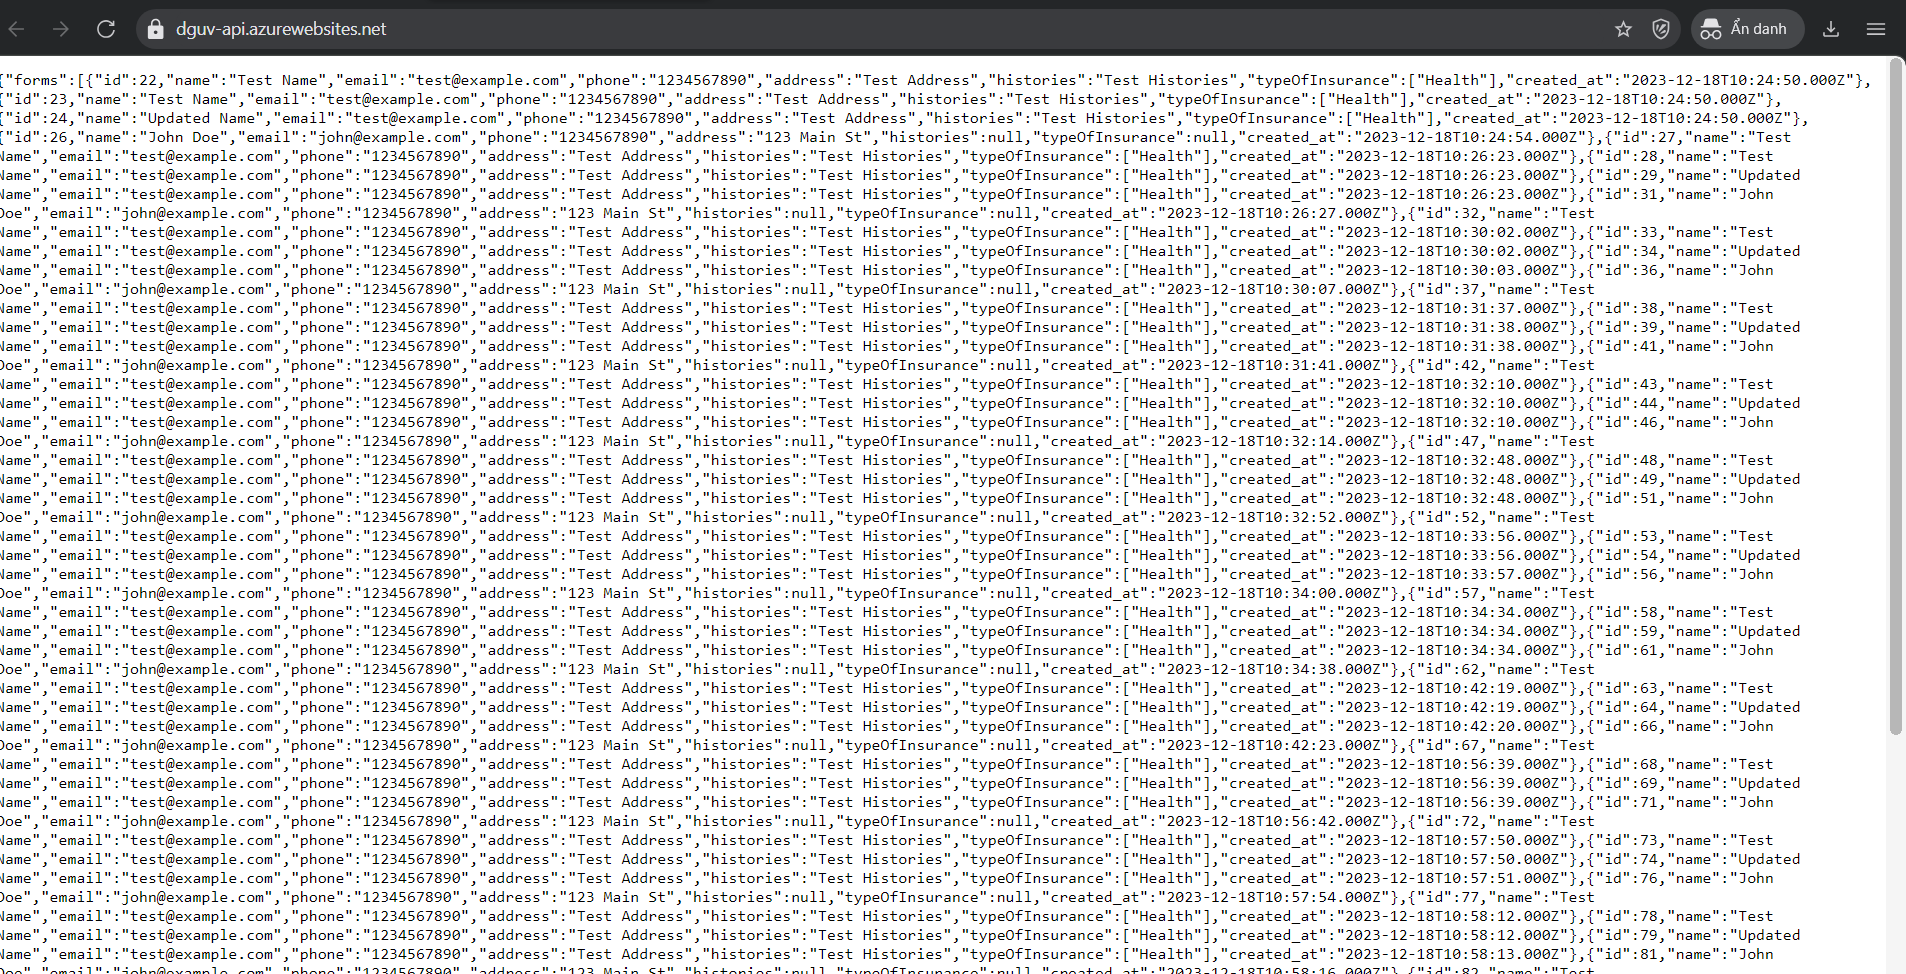 dguv-api.azurewebsites.net
Ẩn danh
{"forms":[{"id":22,"name":"Test Name","email":"test@example.com","phone":"1234567890","address":"Test Address","histories":"Test Histories","typeOfInsurance":["Health"],"created_at":"2023-12-18T10:24:50.000Z"},
{"id":23,"name":"Test Name","email":"test@example.com","phone":"1234567890","address":"Test Address","histories":"Test Histories","typeOfInsurance":["Health"],"created_at":"2023-12-18T10:24:50.000Z"},
{"id":24,"name":"Updated Name","email":"test@example.com","phone":"1234567890","address":"Test Address","histories":"Test Histories","typeOfInsurance":["Health"],"created_at":"2023-12-18T10:24:50.000Z"},
{"id":26,"name":"John Doe","email":"john@example.com","phone":"1234567890","address":"123 Main St","histories":null,"typeOfInsurance":null,"created_at":"2023-12-18T10:24:54.000Z"},{"id":27,"name":"Test
Name","email":"test@example.com","phone":"1234567890","address":"Test Address","histories":"Test Histories","typeOfInsurance":["Health"],"created_at":"2023-12-18T10:26:23.000Z"},{"id":28,"name":"Test
Name","email":"test@example.com","phone":"1234567890","address":"Test Address","histories":"Test Histories","typeOfInsurance":["Health"],"created_at":"2023-12-18T10:26:23.000Z"},{"id":29,"name":"Updated
Name","email":"test@example.com","phone":"1234567890","address":"Test Address","histories":"Test Histories","typeOfInsurance":["Health"],"created_at":"2023-12-18T10:26:23.000Z"},{"id":31,"name":"John
Doe","email":"john@example.com","phone":"1234567890","address":"123 Main St","histories":null,"typeOfInsurance":null,"created_at":"2023-12-18T10:26:27.000Z"},{"id":32,"name":"Test
Name","email":"test@example.com","phone":"1234567890","address":"Test Address","histories":"Test Histories","typeOfInsurance":["Health"],"created_at":"2023-12-18T10:30:02.000Z"},{"id":33,"name":"Test
Name","email":"test@example.com","phone":"1234567890","address":"Test Address","histories":"Test Histories","typeOfInsurance":["Health"],"created_at":"2023-12-18T10:30:02.000Z"},{"id":34,"name":"Updated
Name","email":"test@example.com","phone":"1234567890","address":"Test Address","histories":"Test Histories","typeOfInsurance":["Health"],"created_at":"2023-12-18T10:30:03.000Z"},{"id":36,"name":"John
Doe","email":"john@example.com","phone":"1234567890","address":"123 Main St","histories":null,"typeOfInsurance":null,"created_at":"2023-12-18T10:30:07.000Z"},{"id":37,"name":"Test
Name","email":"test@example.com","phone":"1234567890","address":"Test Address","histories":"Test Histories","typeOfInsurance":["Health"],"created_at":"2023-12-18T10:31:37.000Z"},{"id":38,"name":"Test
Name","email":"test@example.com","phone":"1234567890","address":"Test Address","histories":"Test Histories","typeOfInsurance":["Health"],"created_at":"2023-12-18T10:31:38.000Z"},{"id":39,"name":"Updated
Name","email":"test@example.com","phone":"1234567890","address":"Test Address","histories":"Test Histories","typeOfInsurance":["Health"],"created_at":"2023-12-18T10:31:38.000Z"},{"id":41,"name":"John
Doe","email":"john@example.com","phone":"1234567890","address":"123 Main St","histories":null,"typeOfInsurance":null,"created_at":"2023-12-18T10:31:41.000Z"},{"id":42,"name":"Test
Name","email":"test@example.com","phone":"1234567890","address":"Test Address","histories":"Test Histories","typeOfInsurance":["Health"],"created_at":"2023-12-18T10:32:10.000Z"},{"id":43,"name":"Test
Name","email":"test@example.com","phone":"1234567890","address":"Test Address","histories":"Test Histories","typeOfInsurance":["Health"],"created_at":"2023-12-18T10:32:10.000Z"},{"id":44,"name":"Updated
Name","email":"test@example.com","phone":"1234567890","address":"Test Address","histories":"Test Histories","typeOfInsurance":["Health"],"created_at":"2023-12-18T10:32:10.000Z"},{"id":46,"name":"John
Doe","email":"john@example.com","phone":"1234567890","address":"123 Main St","histories":null,"typeOfInsurance":null,"created_at":"2023-12-18T10:32:14.000Z"},{"id":47,"name":"Test
Name","email":"test@example.com","phone":"1234567890","address":"Test Address","histories":"Test Histories","typeOfInsurance":["Health"],"created_at":"2023-12-18T10:32:48.000Z"},{"id":48,"name":"Test
Name","email":"test@example.com","phone":"1234567890","address":"Test Address","histories":"Test Histories","typeOfInsurance":["Health"],"created_at":"2023-12-18T10:32:48.000Z"},{"id":49,"name":"Updated
Name","email":"test@example.com","phone":"1234567890","address":"Test Address","histories":"Test Histories","typeOfInsurance":["Health"],"created_at":"2023-12-18T10:32:48.000Z"},{"id":51,"name":"John
Doe","email":"john@example.com","phone":"1234567890","address":"123 Main St","histories":null,"typeOfInsurance":null,"created_at":"2023-12-18T10:32:52.000Z"},{"id":52,"name":"Test
Name","email":"test@example.com","phone":"1234567890","address":"Test Address","histories":"Test Histories","typeOfInsurance":["Health"],"created_at":"2023-12-18T10:33:56.000Z"},{"id":53,"name":"Test
Name","email":"test@example.com","phone":"1234567890","address":"Test Address","histories":"Test Histories","typeOfInsurance":["Health"],"created_at":"2023-12-18T10:33:56.000Z"},{"id":54,"name":"Updated
Name","email":"test@example.com","phone":"1234567890","address":"Test Address","histories":"Test Histories","typeOfInsurance":["Health"],"created_at":"2023-12-18T10:33:57.000Z"},{"id":56,"name":"John
Doe","email":"john@example.com","phone":"1234567890","address":"123 Main St","histories":null,"typeOfInsurance":null,"created_at":"2023-12-18T10:34:00.000Z"},{"id":57,"name":"Test
Name","email":"test@example.com","phone":"1234567890","address":"Test Address","histories":"Test Histories","typeOfInsurance":["Health"],"created_at":"2023-12-18T10:34:34.000Z"},{"id":58,"name":"Test
Name","email":"test@example.com","phone":"1234567890","address":"Test Address","histories":"Test Histories","typeOfInsurance":["Health"],"created_at":"2023-12-18T10:34:34.000Z"},{"id":59,"name":"Updated
Name","email":"test@example.com","phone":"1234567890","address":"Test Address","histories":"Test Histories","typeOfInsurance":["Health"],"created_at":"2023-12-18T10:34:34.000Z"},{"id":61,"name":"John
Doe","email":"john@example.com","phone":"1234567890","address":"123 Main St","histories":null,"typeOfInsurance":null,"created_at":"2023-12-18T10:34:38.000Z"},{"id":62,"name":"Test
Name","email":"test@example.com","phone":"1234567890","address":"Test Address","histories":"Test Histories","typeOfInsurance":["Health"],"created_at":"2023-12-18T10:42:19.000Z"},{"id":63,"name":"Test
Name","email":"test@example.com","phone":"1234567890","address":"Test Address","histories":"Test Histories","typeOfInsurance":["Health"],"created_at":"2023-12-18T10:42:19.000Z"},{"id":64,"name":"Updated
Name","email":"test@example.com","phone":"1234567890","address":"Test Address","histories":"Test Histories","typeOfInsurance":["Health"],"created_at":"2023-12-18T10:42:20.000Z"},{"id":66,"name":"John
Doe","email":"john@example.com","phone":"1234567890","address":"123 Main St","histories":null,"typeOfInsurance":null,"created_at":"2023-12-18T10:42:23.000Z"},{"id":67,"name":"Test
Name","email":"test@example.com","phone":"1234567890","address":"Test Address","histories":"Test Histories","typeOfInsurance":["Health"],"created_at":"2023-12-18T10:56:39.000Z"},{"id":68,"name":"Test
Name","email":"test@example.com","phone":"1234567890","address":"Test Address","histories":"Test Histories","typeOfInsurance":["Health"],"created_at":"2023-12-18T10:56:39.000Z"},{"id":69,"name":"Updated
Name","email":"test@example.com","phone":"1234567890","address":"Test Address","histories":"Test Histories","typeOfInsurance":["Health"],"created_at":"2023-12-18T10:56:39.000Z"},{"id":71,"name":"John
Doe","email":"john@example.com","phone":"1234567890","address":"123 Main St","histories":null,"typeOfInsurance":null,"created_at":"2023-12-18T10:56:42.000Z"},{"id":72,"name":"Test
Name","email":"test@example.com","phone":"1234567890","address":"Test Address","histories":"Test Histories","typeOfInsurance":["Health"],"created_at":"2023-12-18T10:57:50.000Z"},{"id":73,"name":"Test
Name","email":"test@example.com","phone":"1234567890","address":"Test Address","histories":"Test Histories","typeOfInsurance":["Health"],"created_at":"2023-12-18T10:57:50.000Z"},{"id":74,"name":"Updated
Name","email":"test@example.com","phone":"1234567890","address":"Test Address","histories":"Test Histories","typeOfInsurance":["Health"],"created_at":"2023-12-18T10:57:51.000Z"},{"id":76,"name":"John
Doe","email":"john@example.com","phone":"1234567890","address":"123 Main St","histories":null,"typeOfInsurance":null,"created_at":"2023-12-18T10:57:54.000Z"},{"id":77,"name":"Test
Name","email":"test@example.com","phone":"1234567890","address":"Test Address","histories":"Test Histories","typeOfInsurance":["Health"],"created_at":"2023-12-18T10:58:12.000Z"},{"id":78,"name":"Test
Name","email":"test@example.com","phone":"1234567890","address":"Test Address","histories":"Test Histories","typeOfInsurance":["Health"],"created_at":"2023-12-18T10:58:12.000Z"},{"id":79,"name":"Updated
Name","email":"test@example.com","phone":"1234567890","address":"Test Address","histories":"Test Histories","typeOfInsurance":["Health"],"created_at":"2023-12-18T10:58:13.000Z"},{"id":81,"name":"John
Doe","email":"john@example.com","phone":"1234567890","address":"123 Main St","histories":null,"typeOfInsurance":null,"created_at":"2023-12-18T10:58:16.000Z"},{"id":82,"name":"Test